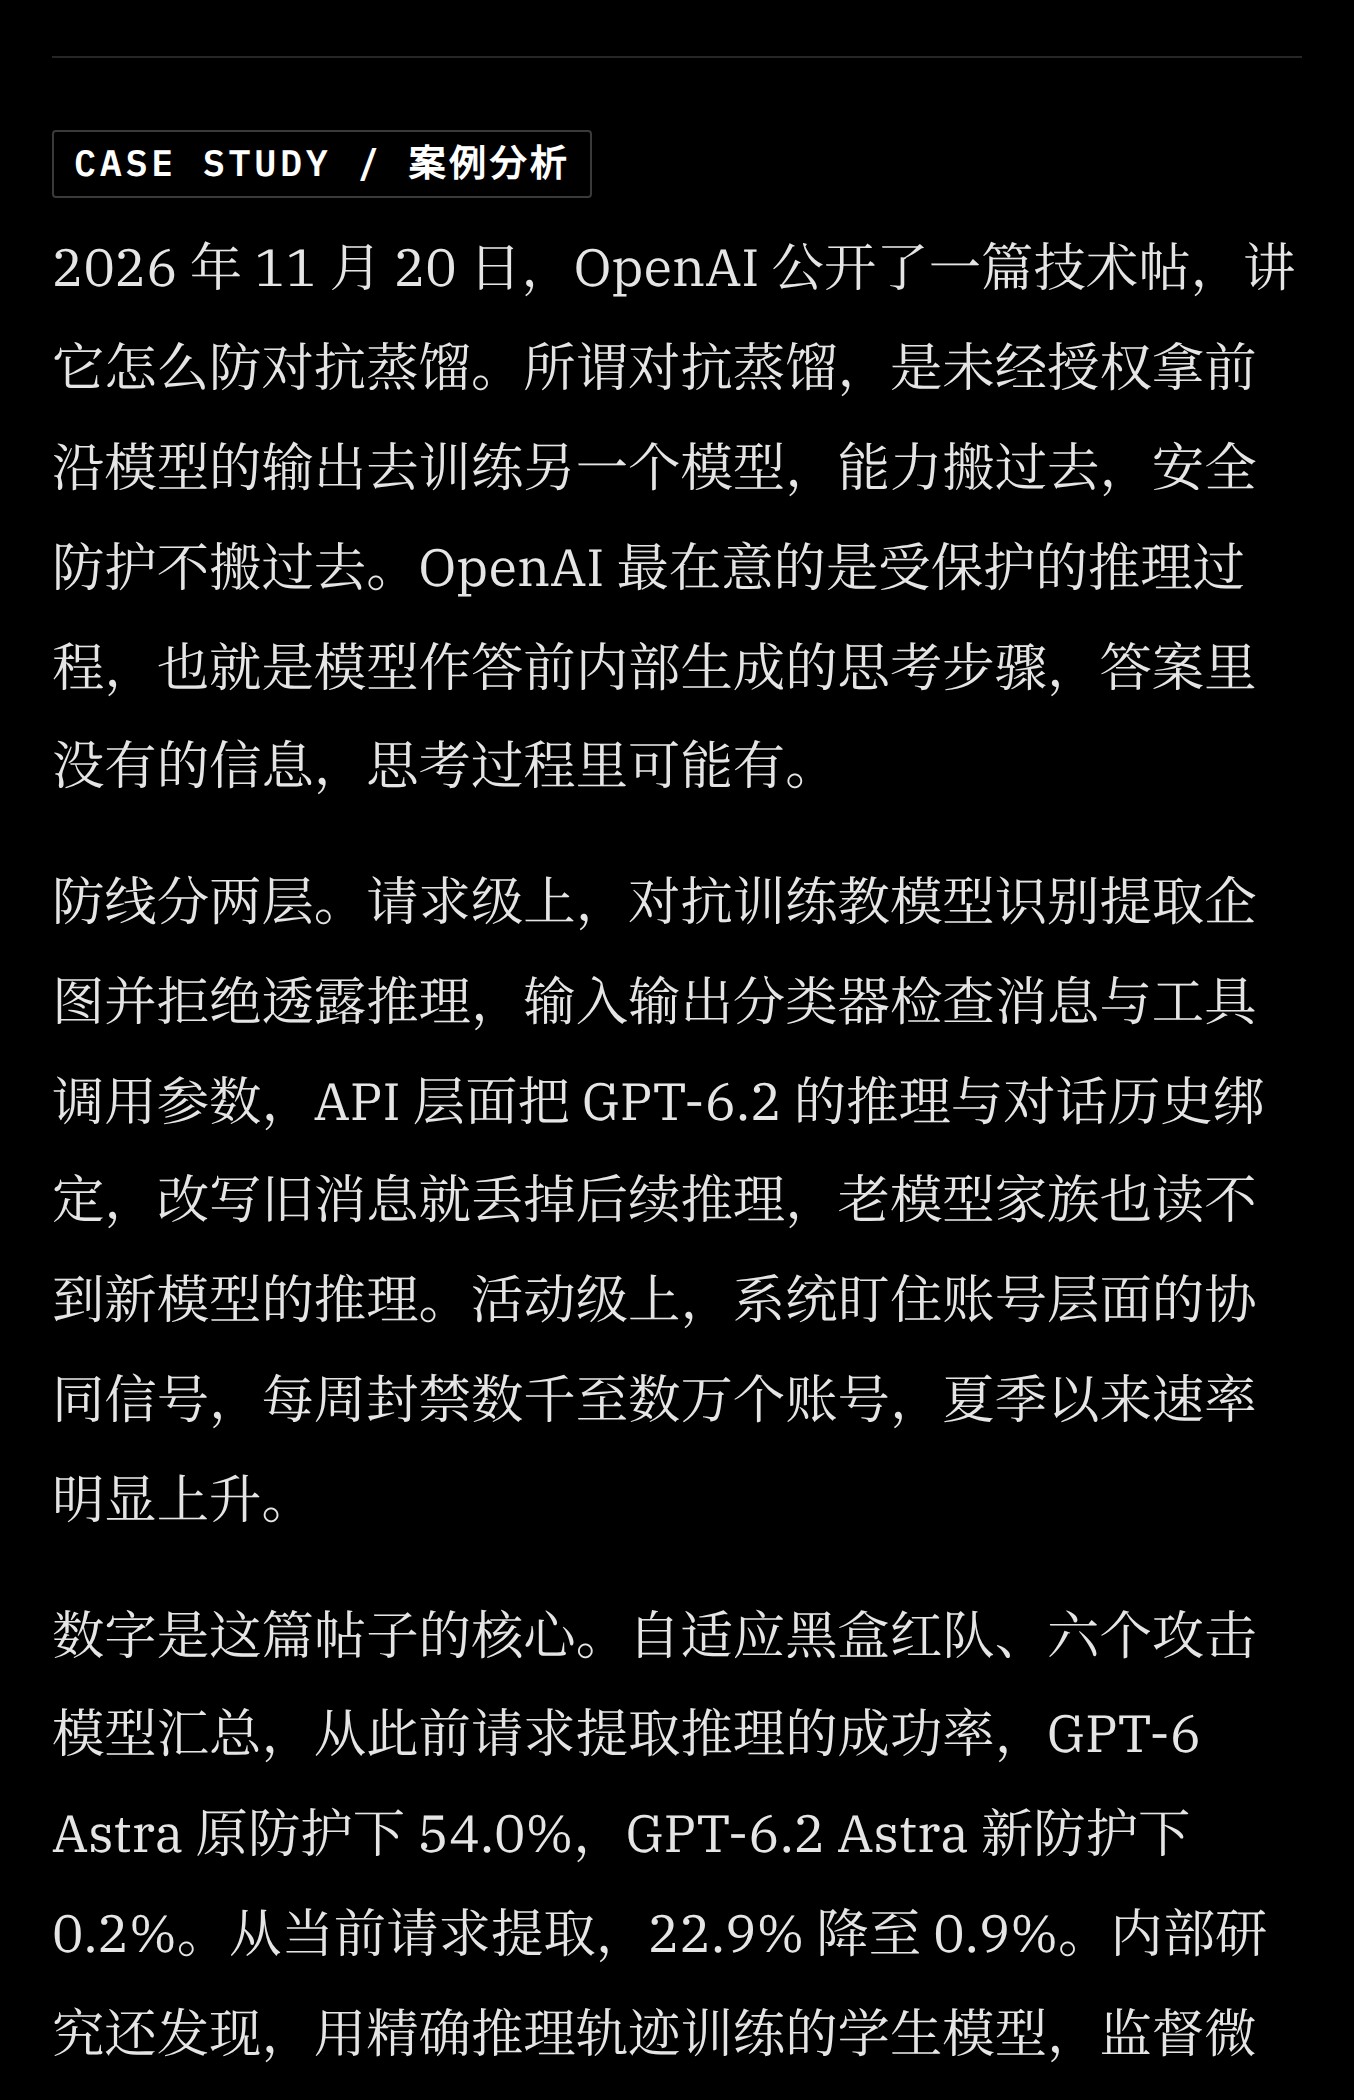 CASE STUDY / 案例分析
2026 年 11 月 20 日，OpenAI 公开了一篇技术帖，讲
它怎么防对抗蒸馏。所谓对抗蒸馏，是未经授权拿前
沿模型的输出去训练另一个模型，能力搬过去，安全
防护不搬过去。OpenAI 最在意的是受保护的推理过
程，也就是模型作答前内部生成的思考步骤，答案里
没有的信息，思考过程里可能有。
防线分两层。请求级上，对抗训练教模型识别提取企
图并拒绝透露推理，输入输出分类器检查消息与工具
调用参数，API 层面把 GPT-6.2 的推理与对话历史绑
定，改写旧消息就丢掉后续推理，老模型家族也读不
到新模型的推理。活动级上，系统盯住账号层面的协
同信号，每周封禁数千至数万个账号，夏季以来速率
明显上升。
数字是这篇帖子的核心。自适应黑盒红队、六个攻击
模型汇总，从此前请求提取推理的成功率，GPT-6
Astra 原防护下 54.0%，GPT-6.2 Astra 新防护下
0.2%。从当前请求提取，22.9% 降至 0.9%。内部研
究还发现，用精确推理轨迹训练的学生模型，监督微